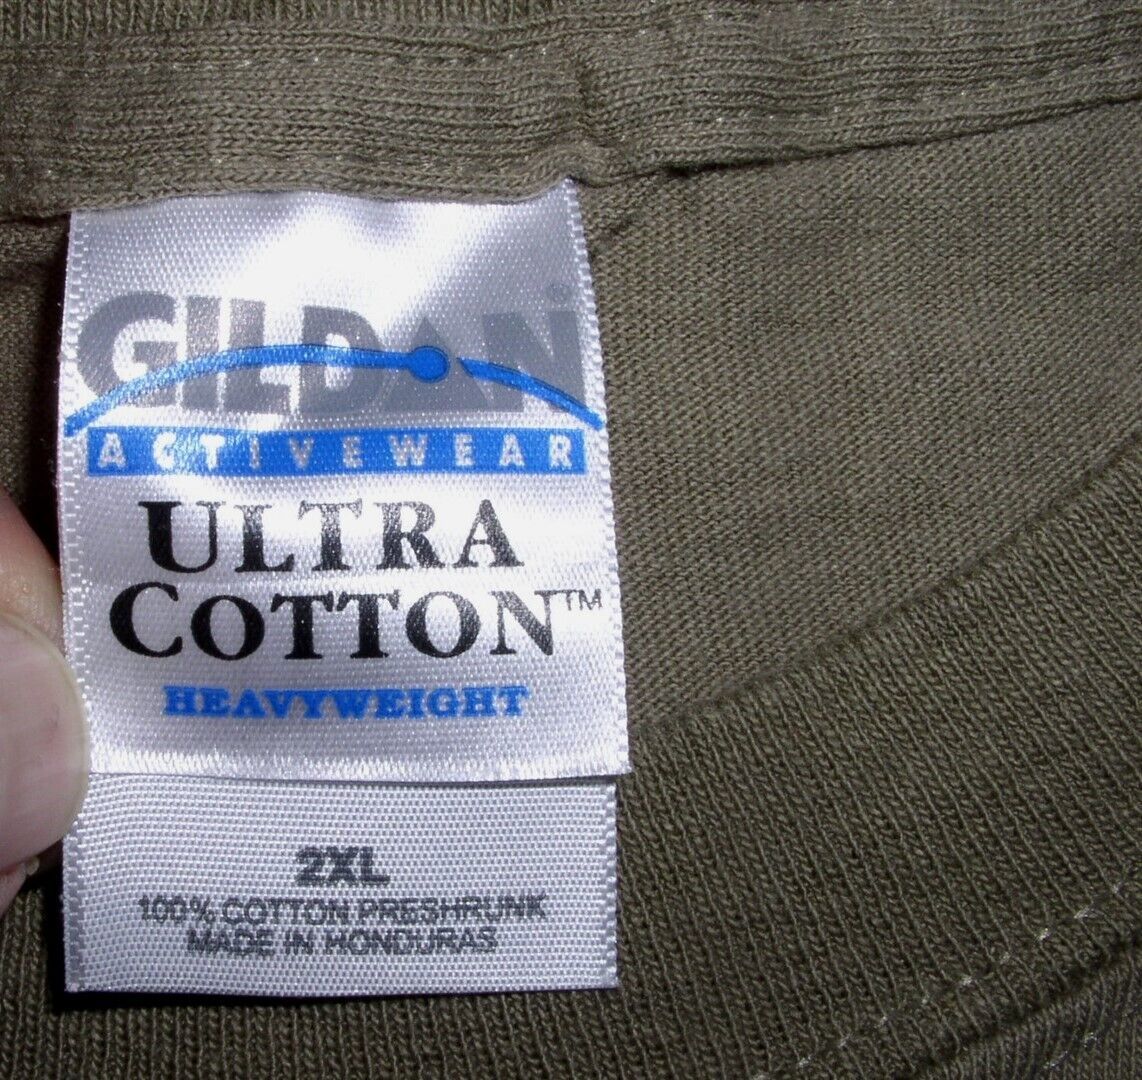 GILDAN
ACTIVEWEAR
ULTRA
COTTON™
HEAVYWEIGHT
2XL
100% COTTON PRESHRUNK
MADE IN HONDURAS